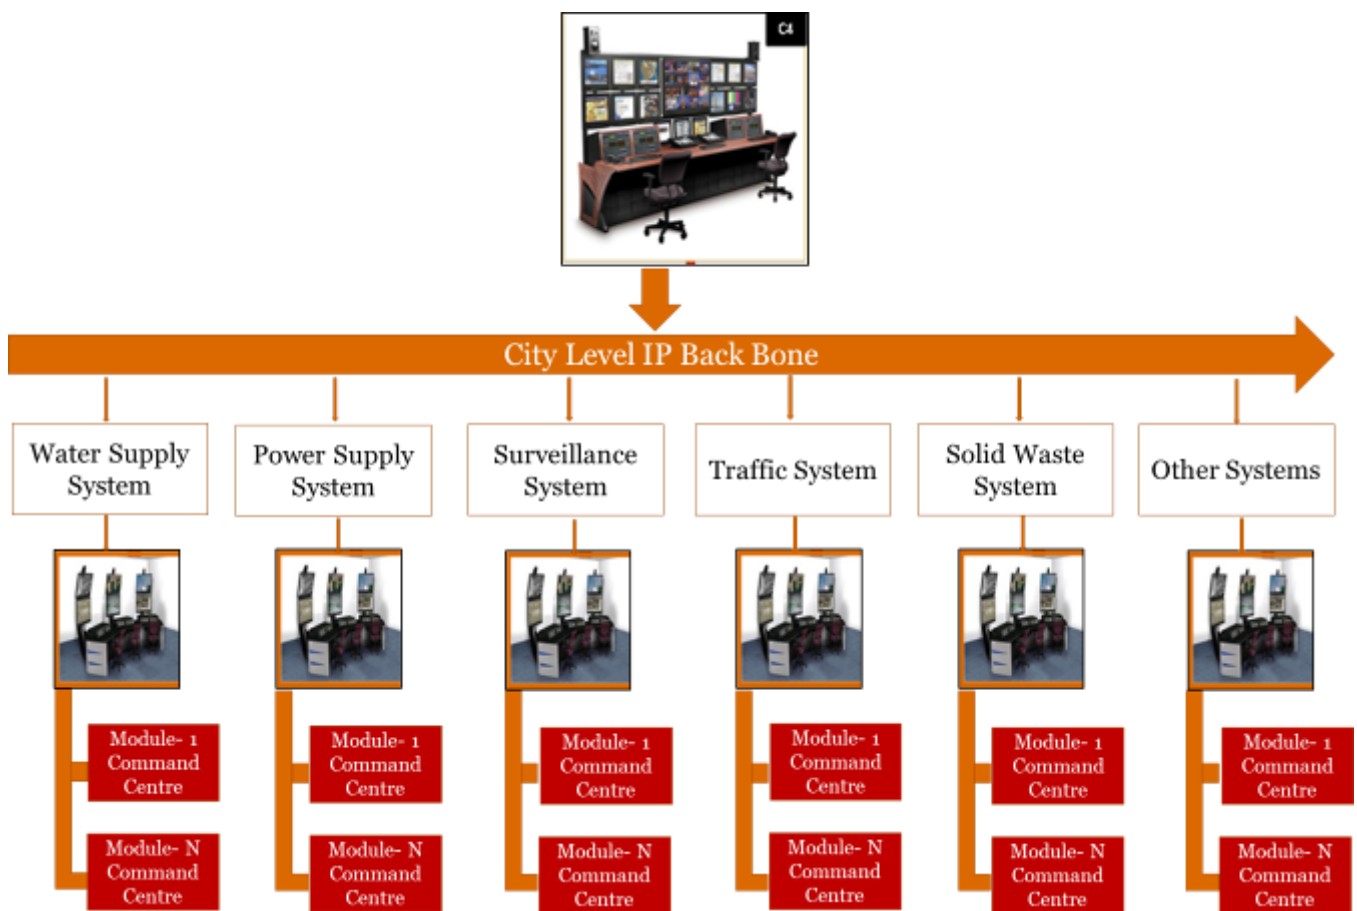 C4
City Level IP Back Bone
Water Supply
System
Power Supply
System
Surveillance
System
Traffic System
Solid Waste
System
Other Systems
Module- 1
Command
Centre
Module- 1
Command
Centre
Module- 1
Command
Centre
Module- 1
Command
Centre
Module- 1
Command
Centre
Module- 1
Command
Centre
Module- N
Command
Centre
Module- N
Command
Centre
Module- N
Command
Centre
Module- N
Command
Centre
Module- N
Command
Centre
Module- N
Command
Centre